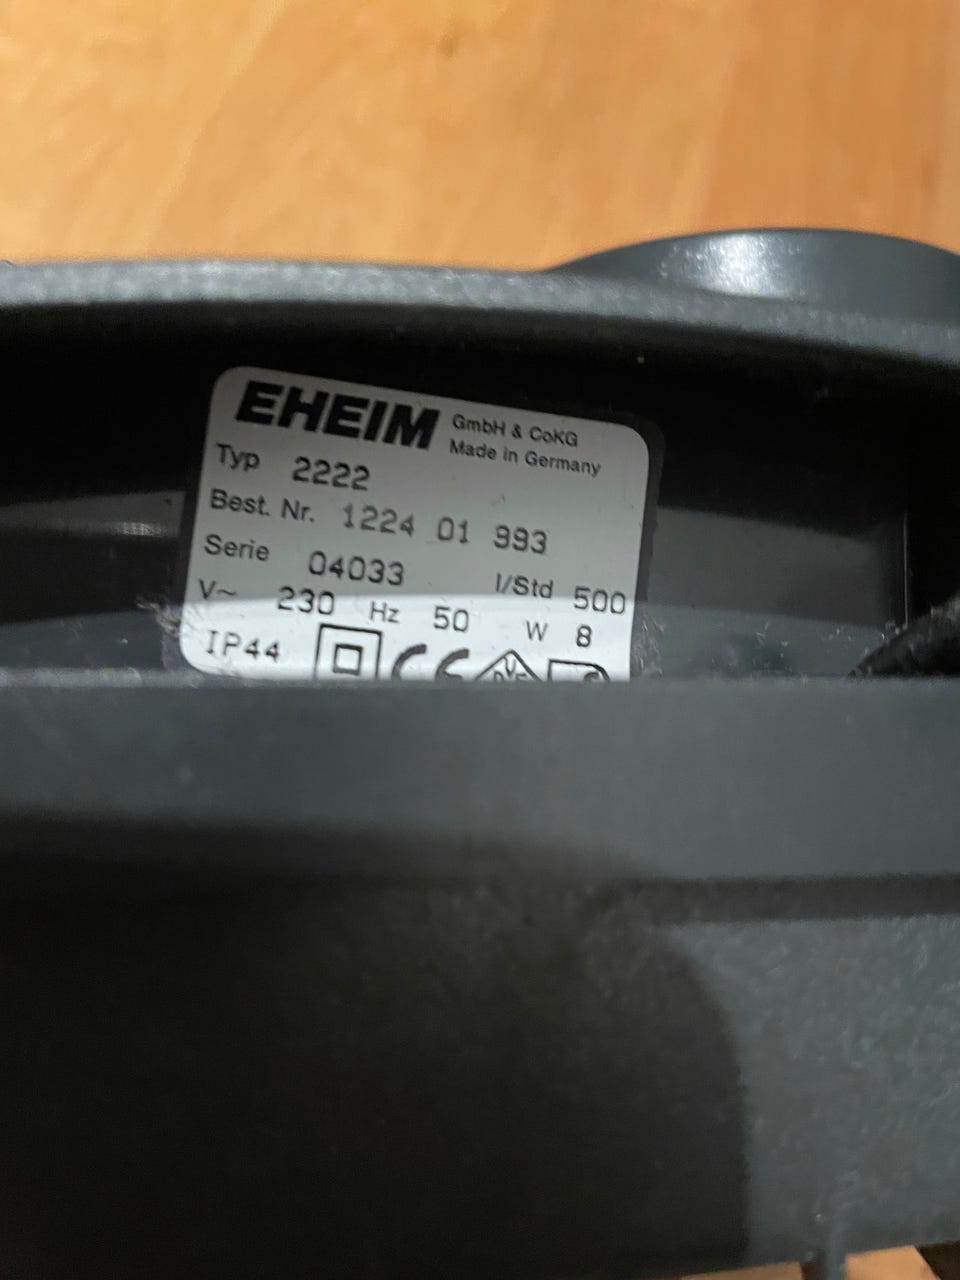 EHEIM GmbH & CoKG
Made in Germany
Typ 2222
Best. Nr. 1224 01 993
Serie 04033 l/Std 500
V~ 230 Hz 50 W 8
IP44 CE